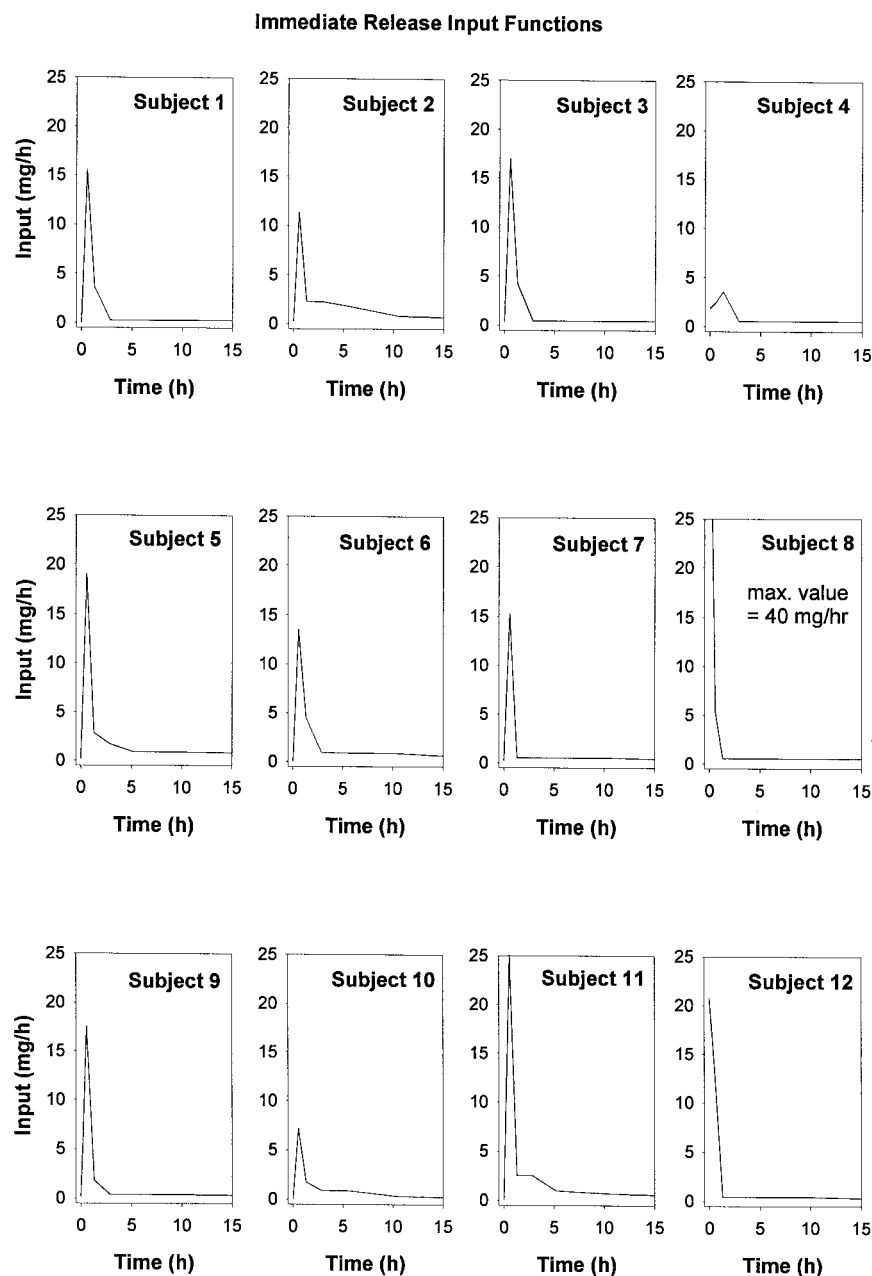 Immediate Release Input Functions
Subject 1
25
20
15
10
5
0
Input (mg/h)
0 5 10 15
Time (h)
Subject 2
25
20
15
10
5
0
0 5 10 15
Time (h)
Subject 3
25
20
15
10
5
0
0 5 10 15
Time (h)
Subject 4
25
20
15
10
5
0
0 5 10 15
Time (h)
Subject 5
25
20
15
10
5
0
Input (mg/h)
0 5 10 15
Time (h)
Subject 6
25
20
15
10
5
0
0 5 10 15
Time (h)
Subject 7
25
20
15
10
5
0
0 5 10 15
Time (h)
Subject 8
max. value
= 40 mg/hr
25
20
15
10
5
0
0 5 10 15
Time (h)
Subject 9
25
20
15
10
5
0
Input (mg/h)
0 5 10 15
Time (h)
Subject 10
25
20
15
10
5
0
0 5 10 15
Time (h)
Subject 11
25
20
15
10
5
0
0 5 10 15
Time (h)
Subject 12
25
20
15
10
5
0
0 5 10 15
Time (h)